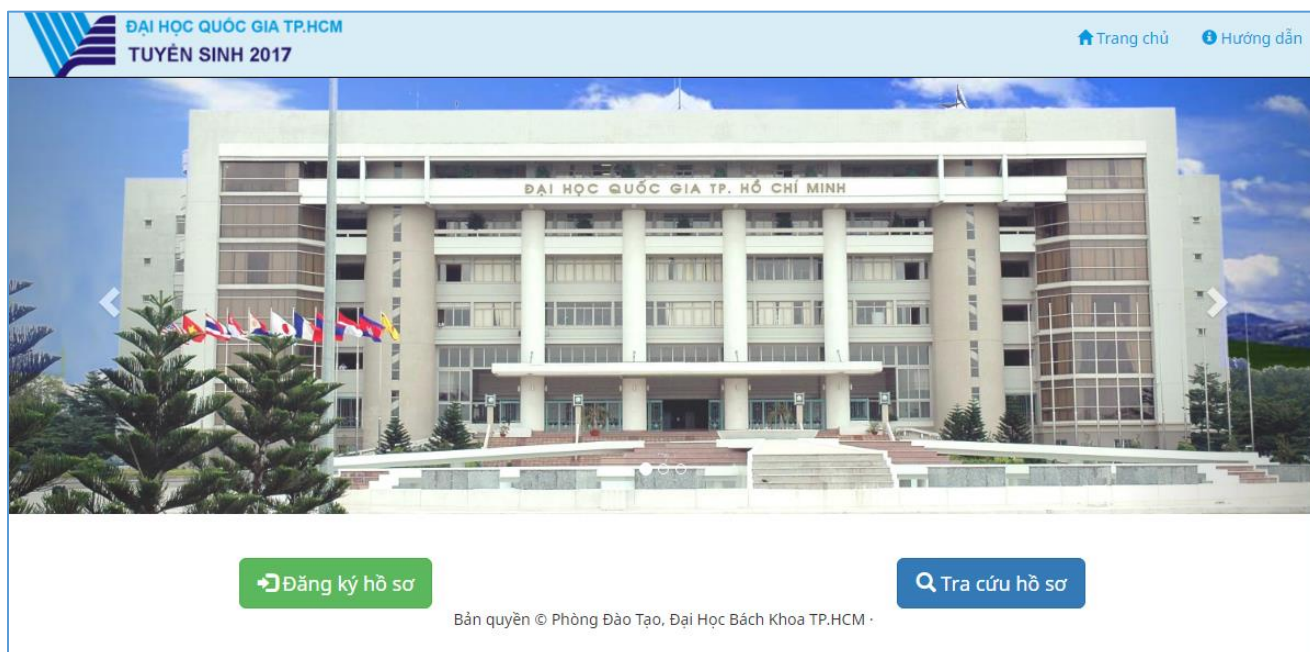 ĐẠI HỌC QUỐC GIA TP.HCM
TUYỂN SINH 2017
Trang chủ
Hướng dẫn
ĐẠI HỌC QUỐC GIA TP. HỒ CHÍ MINH
Đăng ký hồ sơ
Tra cứu hồ sơ
Bản quyền © Phòng Đào Tạo, Đại Học Bách Khoa TP.HCM ·